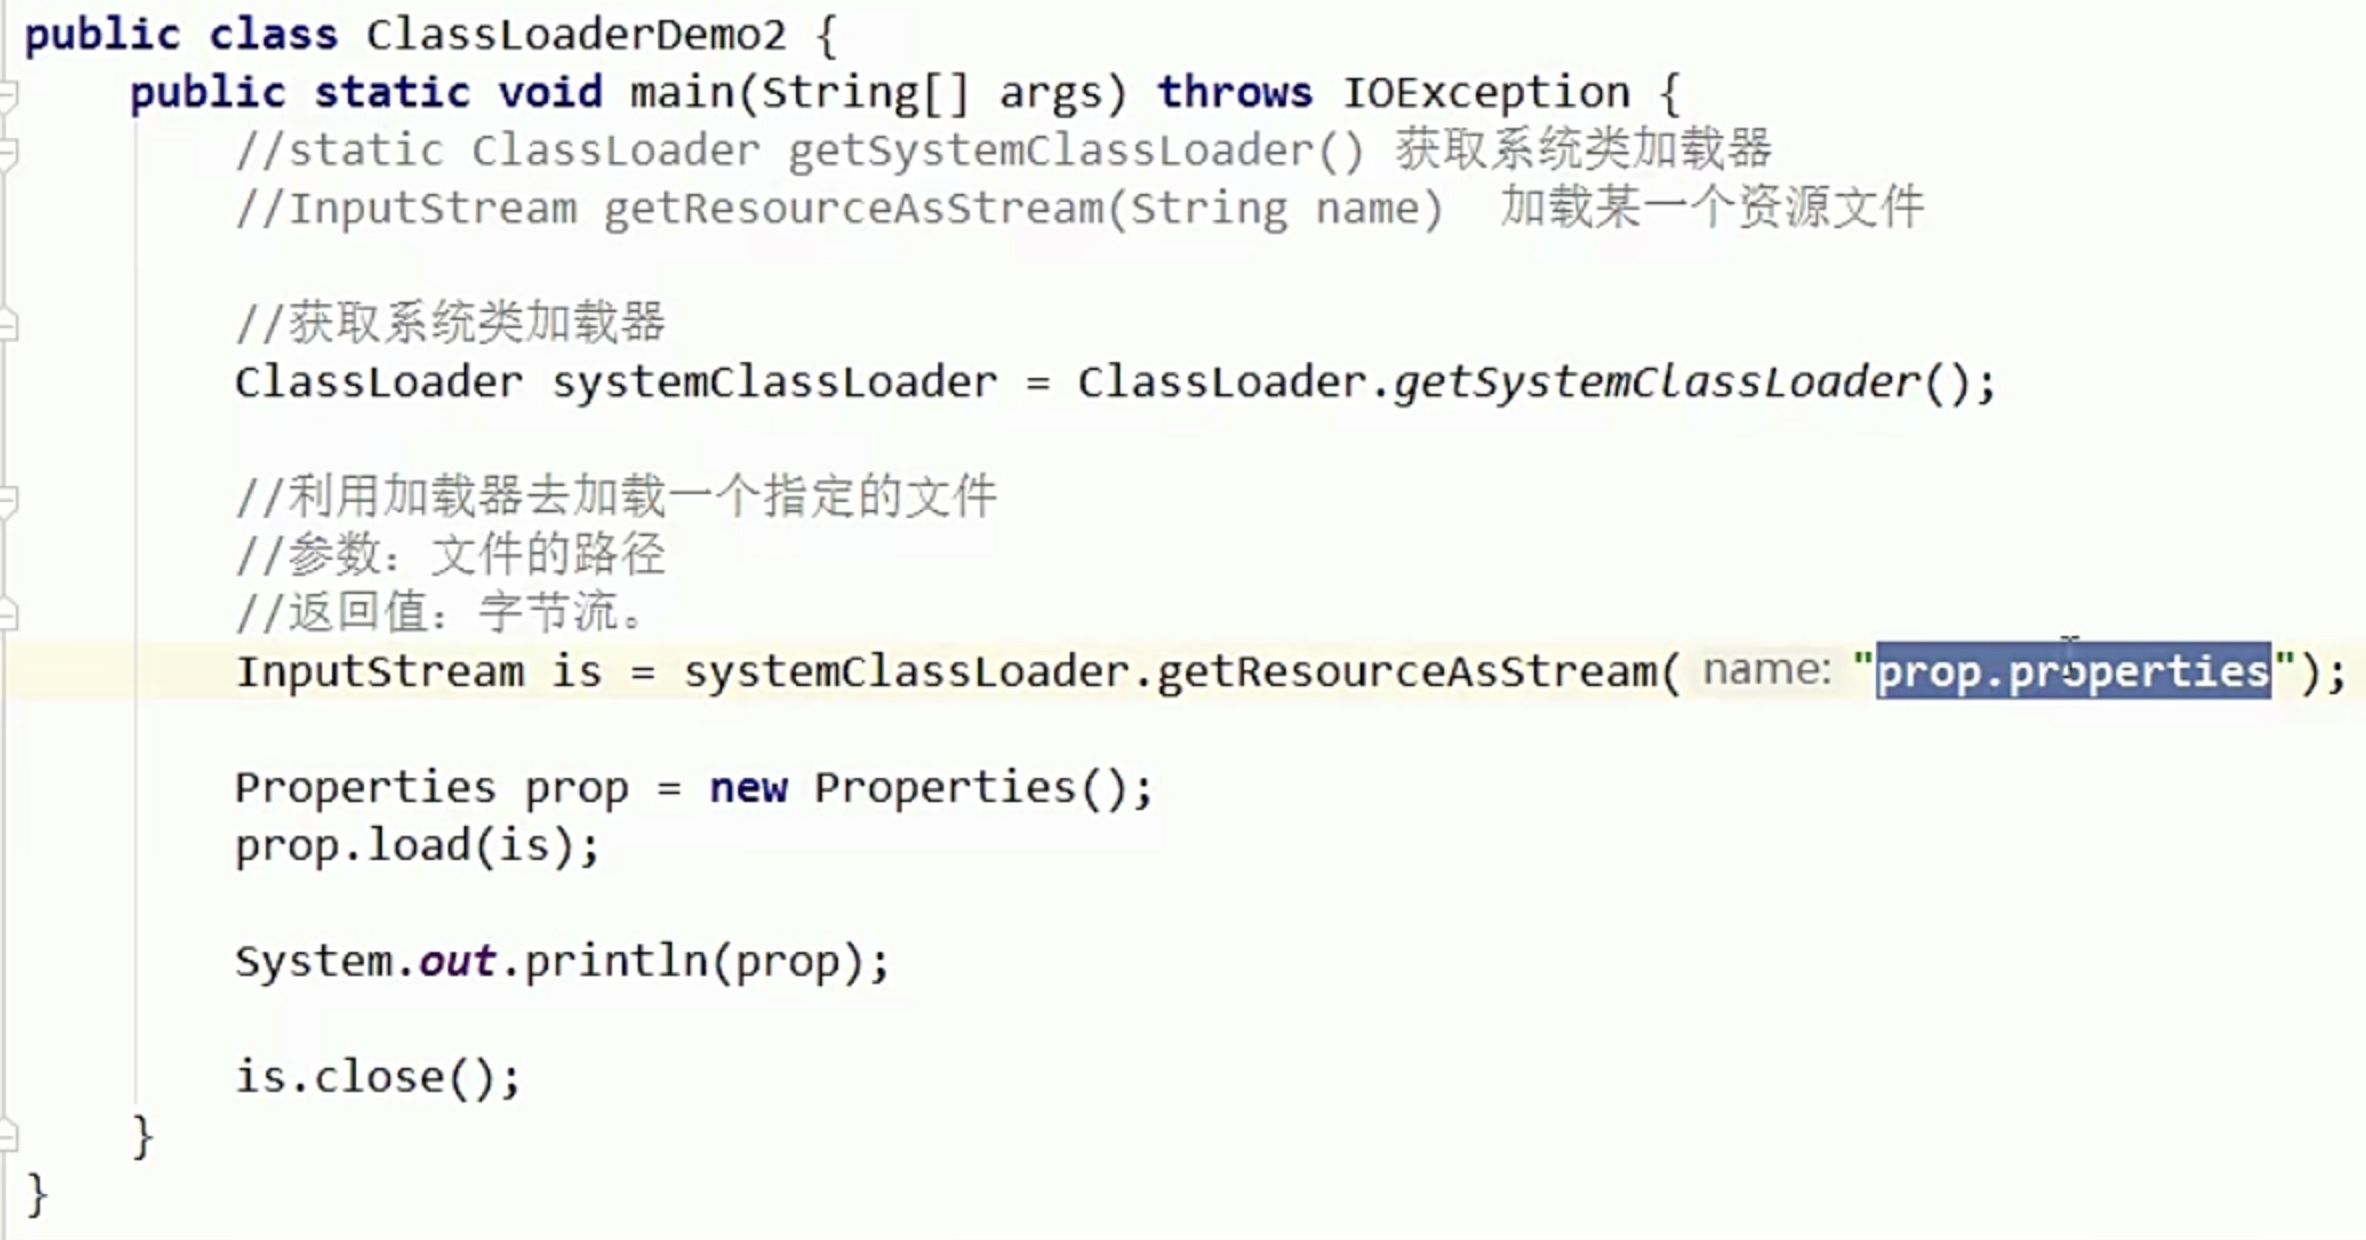 public class ClassLoaderDemo2 {
public static void main(String[] args) throws IOException {
//static ClassLoader getSystemClassLoader() 获取系统类加载器
//InputStream getResourceAsStream(String name)  加载某一个资源文件
//获取系统类加载器
ClassLoader systemClassLoader = ClassLoader.getSystemClassLoader();
//利用加载器去加载一个指定的文件
//参数：文件的路径
//返回值：字节流。
InputStream is = systemClassLoader.getResourceAsStream( name: "prop.properties");
Properties prop = new Properties();
prop.load(is);
System.out.println(prop);
is.close();
}
}